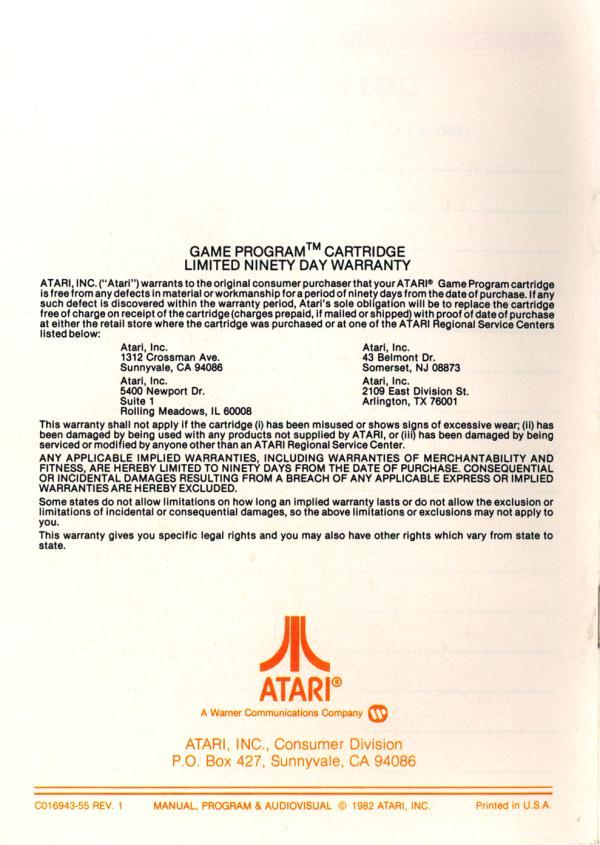 GAME PROGRAM™ CARTRIDGE
LIMITED NINETY DAY WARRANTY
ATARI, INC. ("Atari") warrants to the original consumer purchaser that your ATARI® Game Program cartridge
is free from any defects in material or workmanship for a period of ninety days from the date of purchase. If any
such defect is discovered within the warranty period, Atari's sole obligation will be to replace the cartridge
free of charge on receipt of the cartridge (charges prepaid, if mailed or shipped) with proof of date of purchase
at either the retail store where the cartridge was purchased or at one of the ATARI Regional Service Centers
listed below:
Atari, Inc.
1312 Crossman Ave.
Sunnyvale, CA 94086
Atari, Inc.
43 Belmont Dr.
Somerset, NJ 08873
Atari, Inc.
5400 Newport Dr.
Suite 1
Rolling Meadows, IL 60008
Atari, Inc.
2109 East Division St.
Arlington, TX 76001
This warranty shall not apply if the cartridge (i) has been misused or shows signs of excessive wear; (ii) has
been damaged by being used with any products not supplied by ATARI, or (iii) has been damaged by being
serviced or modified by anyone other than an ATARI Regional Service Center.
ANY APPLICABLE IMPLIED WARRANTIES, INCLUDING WARRANTIES OF MERCHANTABILITY AND
FITNESS, ARE HEREBY LIMITED TO NINETY DAYS FROM THE DATE OF PURCHASE. CONSEQUENTIAL
OR INCIDENTAL DAMAGES RESULTING FROM A BREACH OF ANY APPLICABLE EXPRESS OR IMPLIED
WARRANTIES ARE HEREBY EXCLUDED.
Some states do not allow limitations on how long an implied warranty lasts or do not allow the exclusion or
limitations of incidental or consequential damages, so the above limitations or exclusions may not apply to
you.
This warranty gives you specific legal rights and you may also have other rights which vary from state to
state.
ATARI®
A Warner Communications Company
ATARI, INC., Consumer Division
P.O. Box 427, Sunnyvale, CA 94086
C016943-55 REV. 1 MANUAL, PROGRAM & AUDIOVISUAL © 1982 ATARI, INC. Printed in U.S.A.